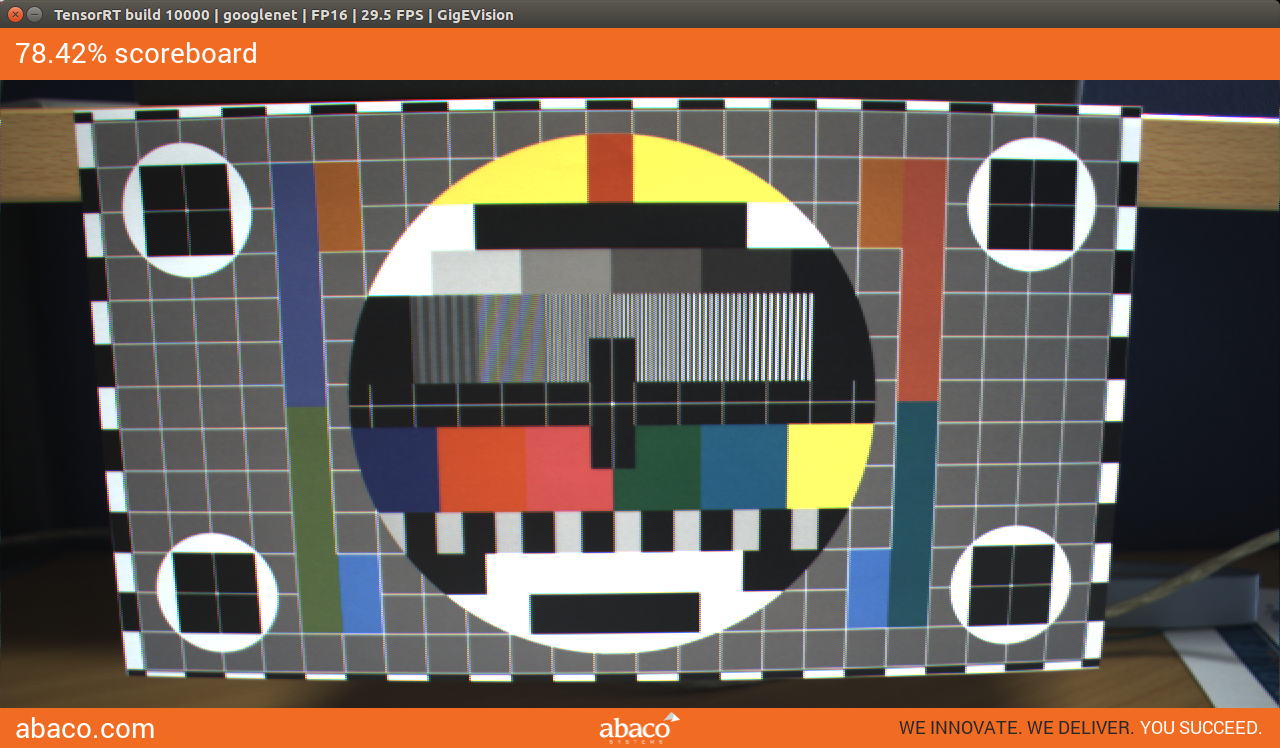 TensorRT build 10000 | googlenet | FP16 | 29.5 FPS | GigEVision
78.42% scoreboard
abaco.com
abaco
SYSTEMS
WE INNOVATE. WE DELIVER. YOU SUCCEED.